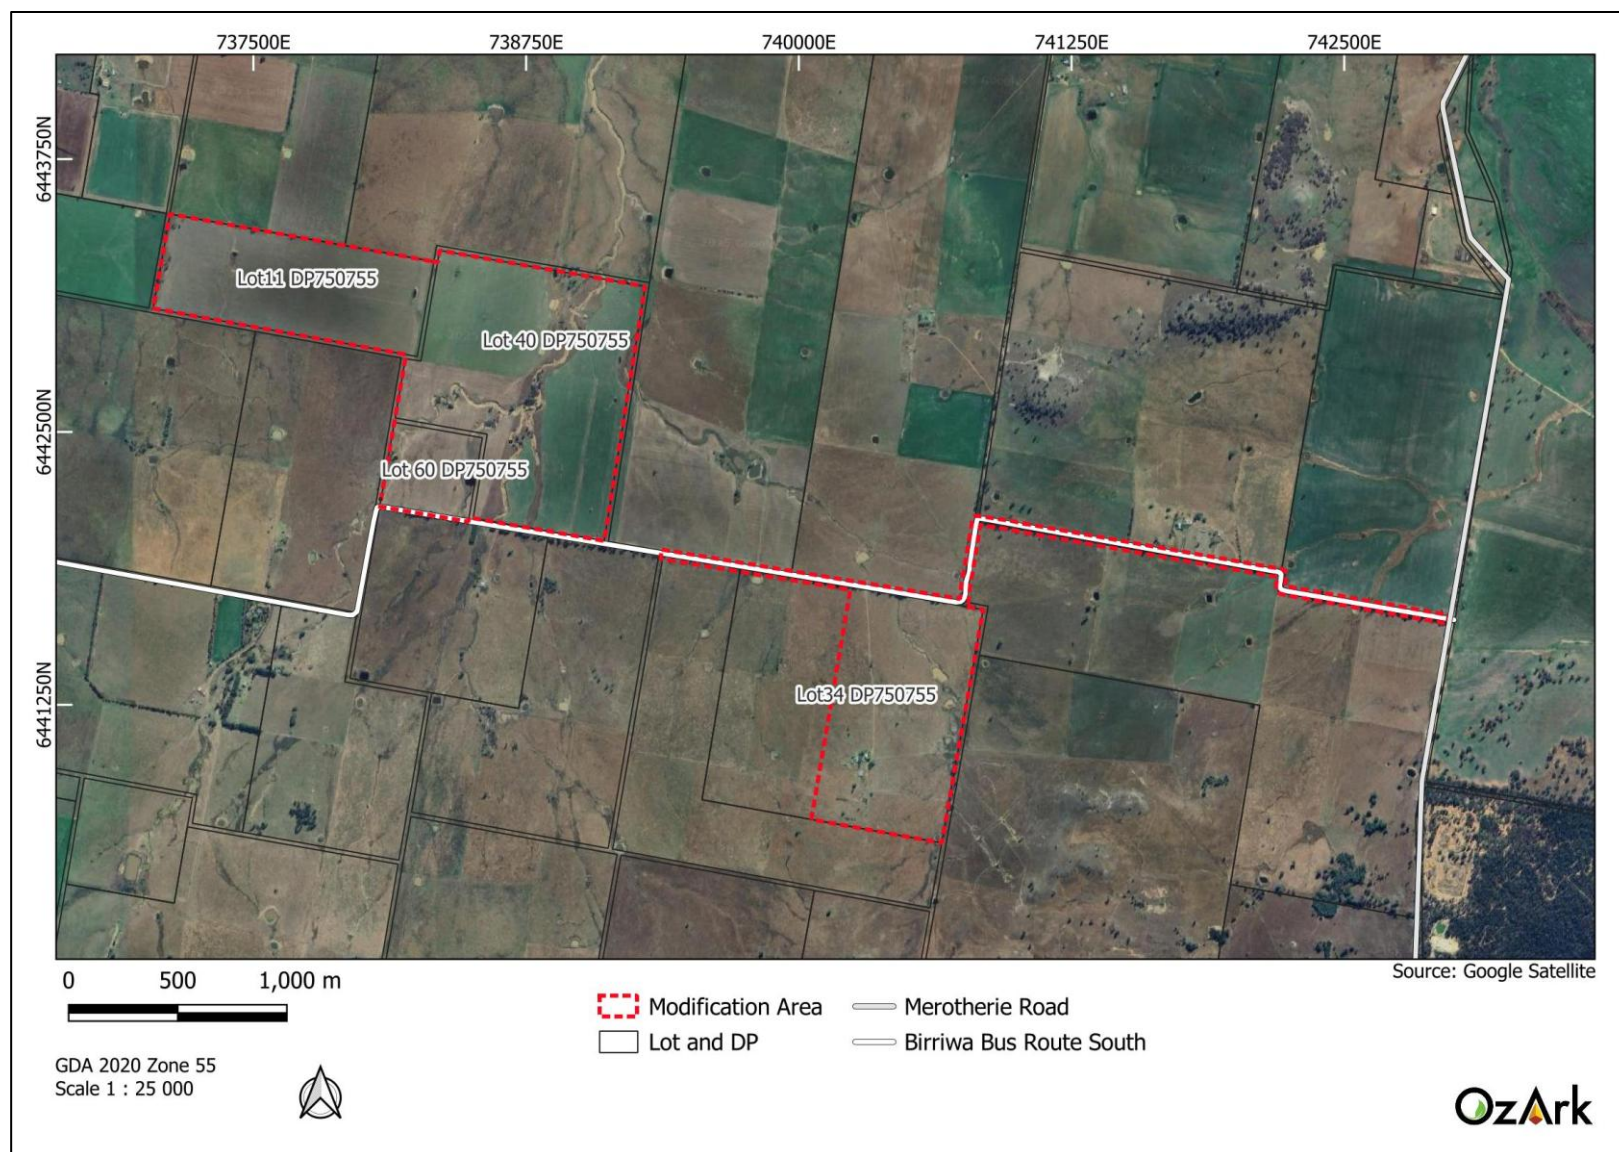 737500E
738750E
740000E
741250E
742500E
6443750N
6442500N
6441250N
Lot11 DP750755
Lot 40 DP750755
Lot 60 DP750755
Lot34 DP750755
0 500 1,000 m
Source: Google Satellite
Modification Area
Merotherie Road
Lot and DP
Birriwa Bus Route South
GDA 2020 Zone 55
Scale 1 : 25 000
OzArk